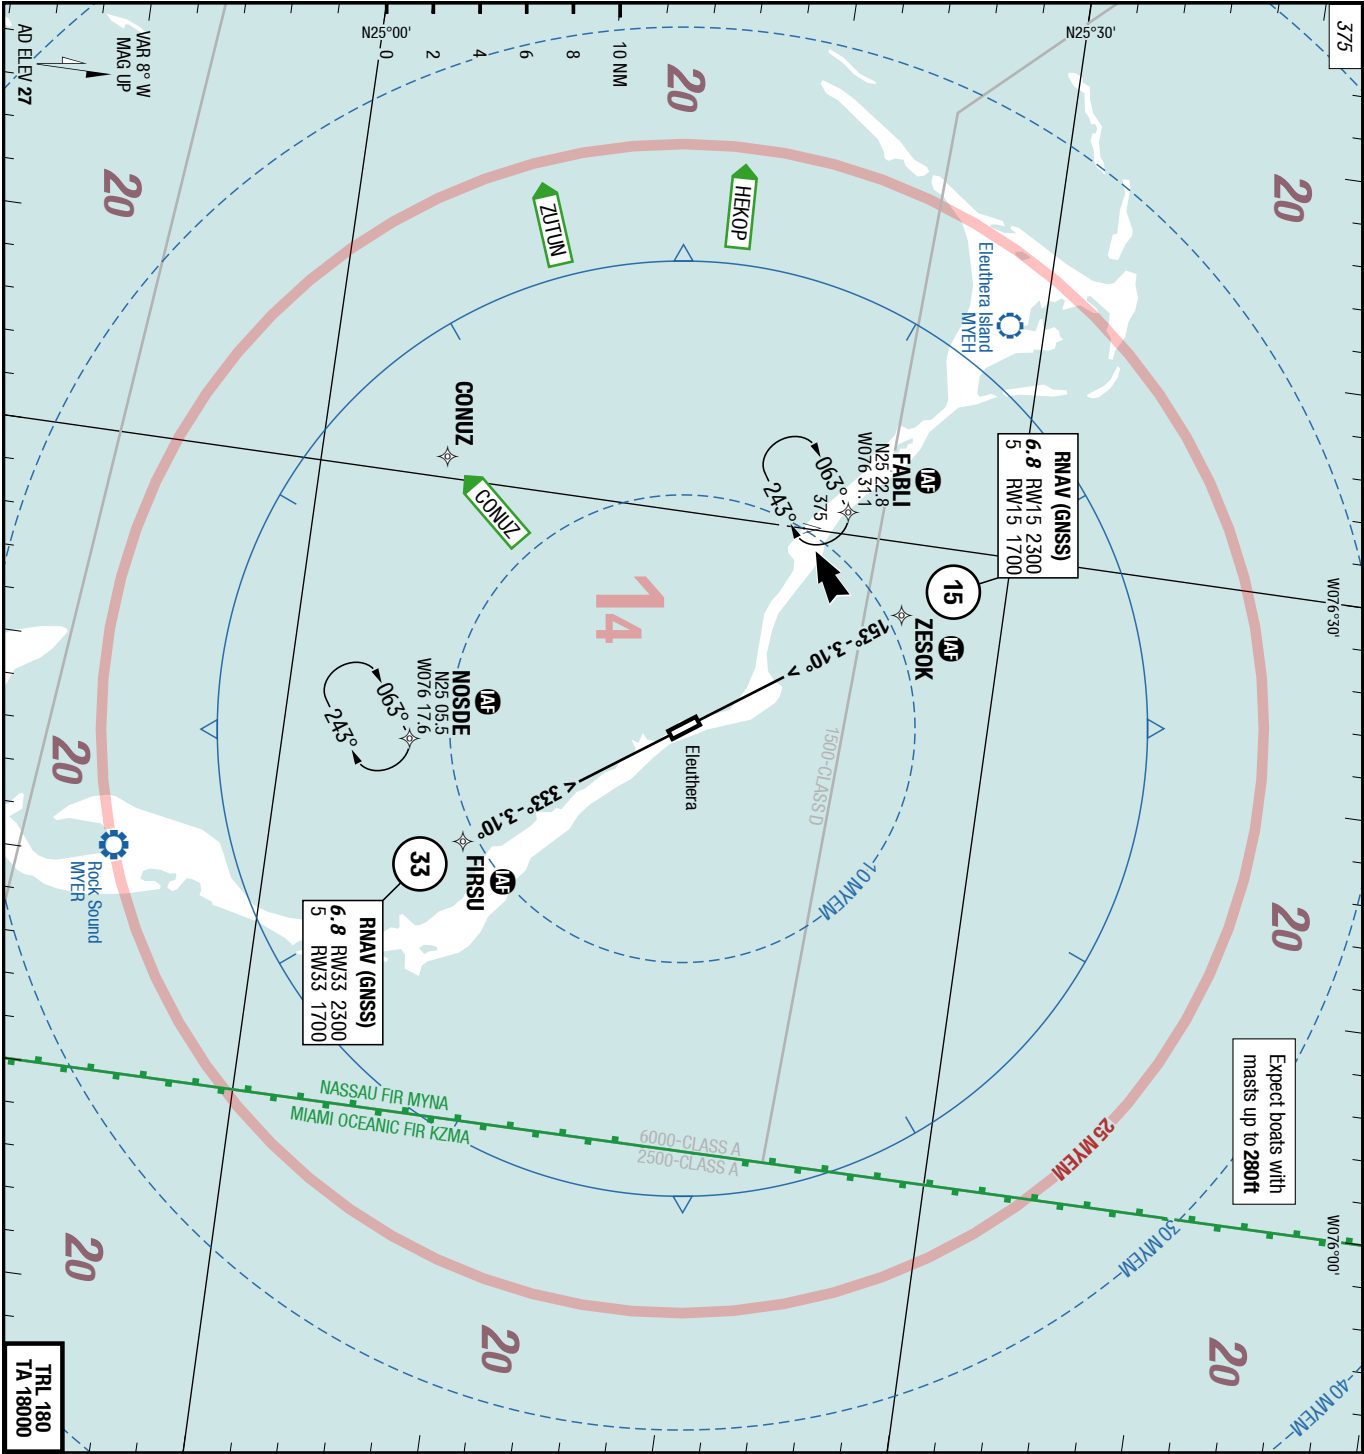 375
N25°30'
N25°00'
0
2
4
6
8
10 NM
VAR 8° W
MAG UP
AD ELEV 27
20
20
20
HEKOP
ZUTUN
Eleuthera Island
MYEH
CONUZ
CONUZ
IAF
FABLI
N25 22.8
W076 31.1
063°
243°
375
RNAV (GNSS)
6.8 RW15 2300
5 RW15 1700
15
IAF
ZESOK
153°-3.10°
W076°30'
14
IAF
NOSDE
N25 05.5
W076 17.6
063°
243°
Eleuthera
1500-CLASS D
333°-3.10°
IAF
FIRSU
33
RNAV (GNSS)
6.8 RW33 2300
5 RW33 1700
10 MYEM
20
20
Rock Sound
MYER
Expect boats with
masts up to 280ft
NASSAU FIR MYNA
MIAMI OCEANIC FIR KZMA
6000-CLASS A
2500-CLASS A
25 MYEM
30 MYEM
W076°00'
20
20
20
40 MYEM
TRL 180
TA 18000